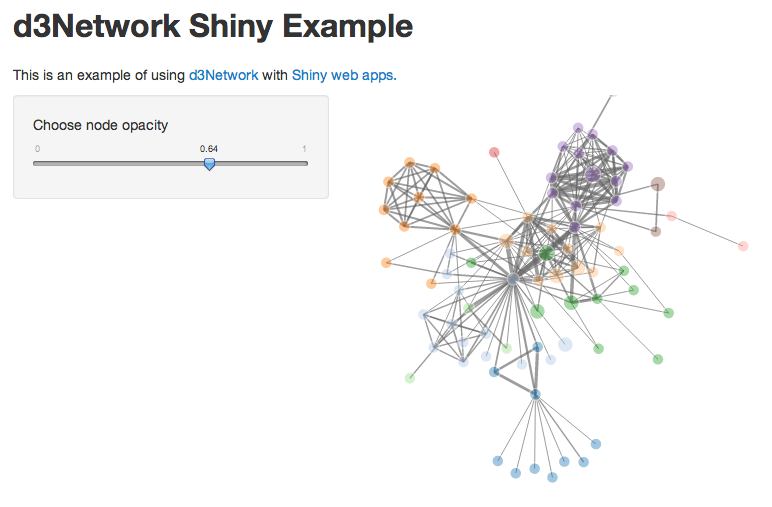 d3Network Shiny Example
This is an example of using d3Network with Shiny web apps.
Choose node opacity
0 0.64 1